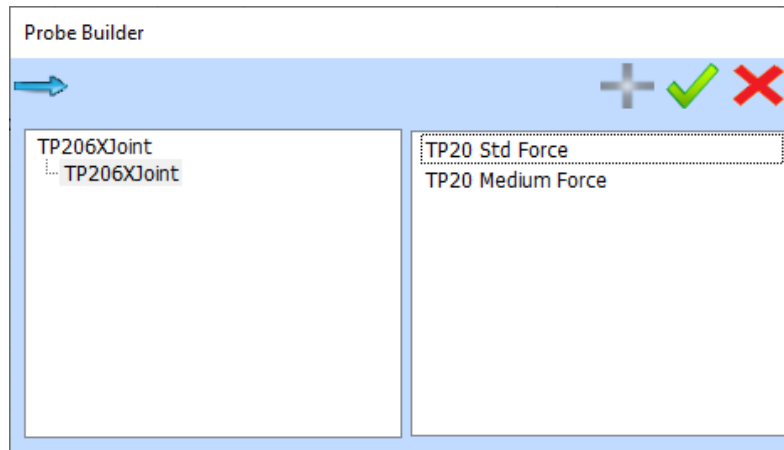 Probe Builder
TP206XJoint
TP206XJoint
TP20 Std Force
TP20 Medium Force